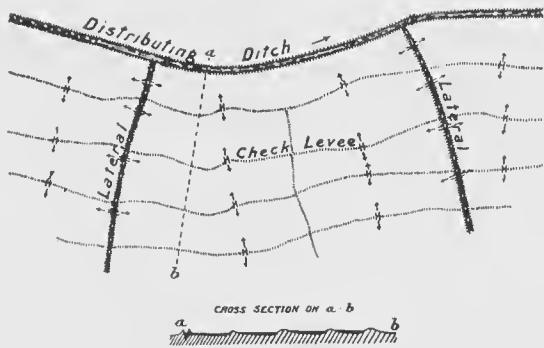 Distributing Ditch
a
Lateral
Lateral
Check Levee
b
CROSS SECTION ON a-b
a b